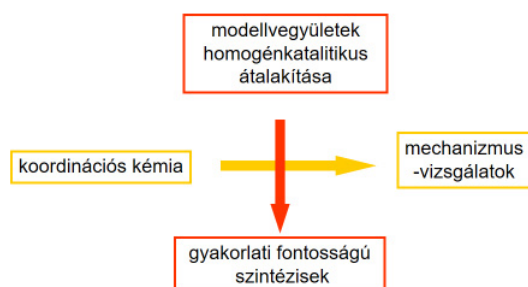 modellvegyületek
homogénkatalitikus
átalakítása
koordinációs kémia
mechanizmus
-vizsgálatok
gyakorlati fontosságú
szintézisek